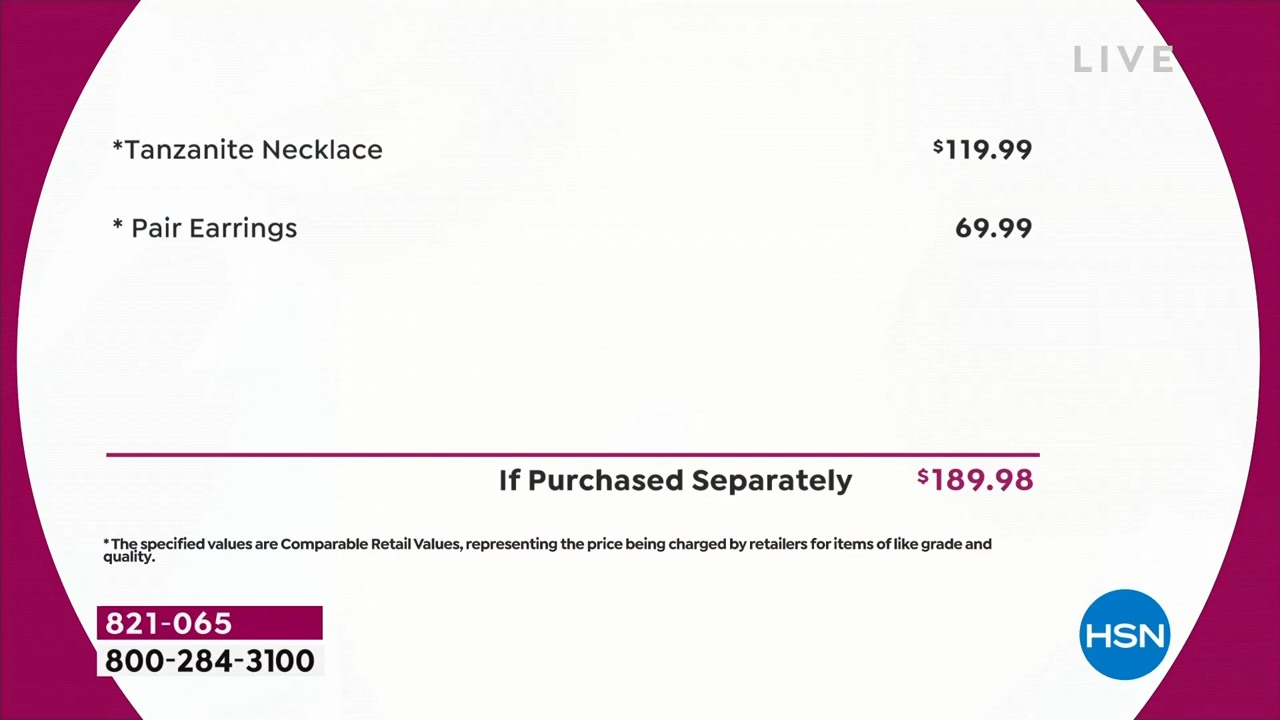 LIVE
*Tanzanite Necklace $119.99
* Pair Earrings 69.99
If Purchased Separately $189.98
*The specified values are Comparable Retail Values, representing the price being charged by retailers for items of like grade and
quality.
821-065
800-284-3100
HSN